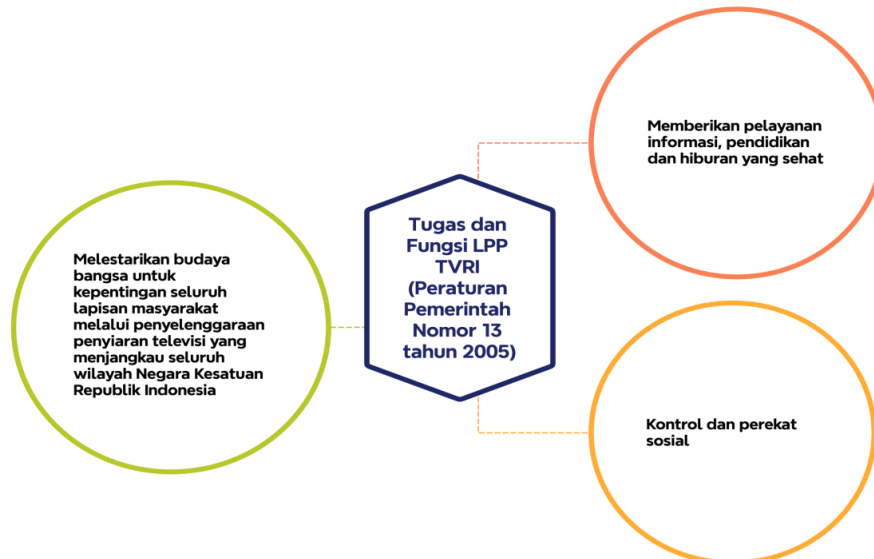 Memberikan pelayanan
informasi, pendidikan
dan hiburan yang sehat
Tugas dan
Fungsi LPP
TVRI
(Peraturan
Pemerintah
Nomor 13
tahun 2005)
Melestarikan budaya
bangsa untuk
kepentingan seluruh
lapisan masyarakat
melalui penyelenggaraan
penyiaran televisi yang
menjangkau seluruh
wilayah Negara Kesatuan
Republik Indonesia
Kontrol dan perekat
sosial